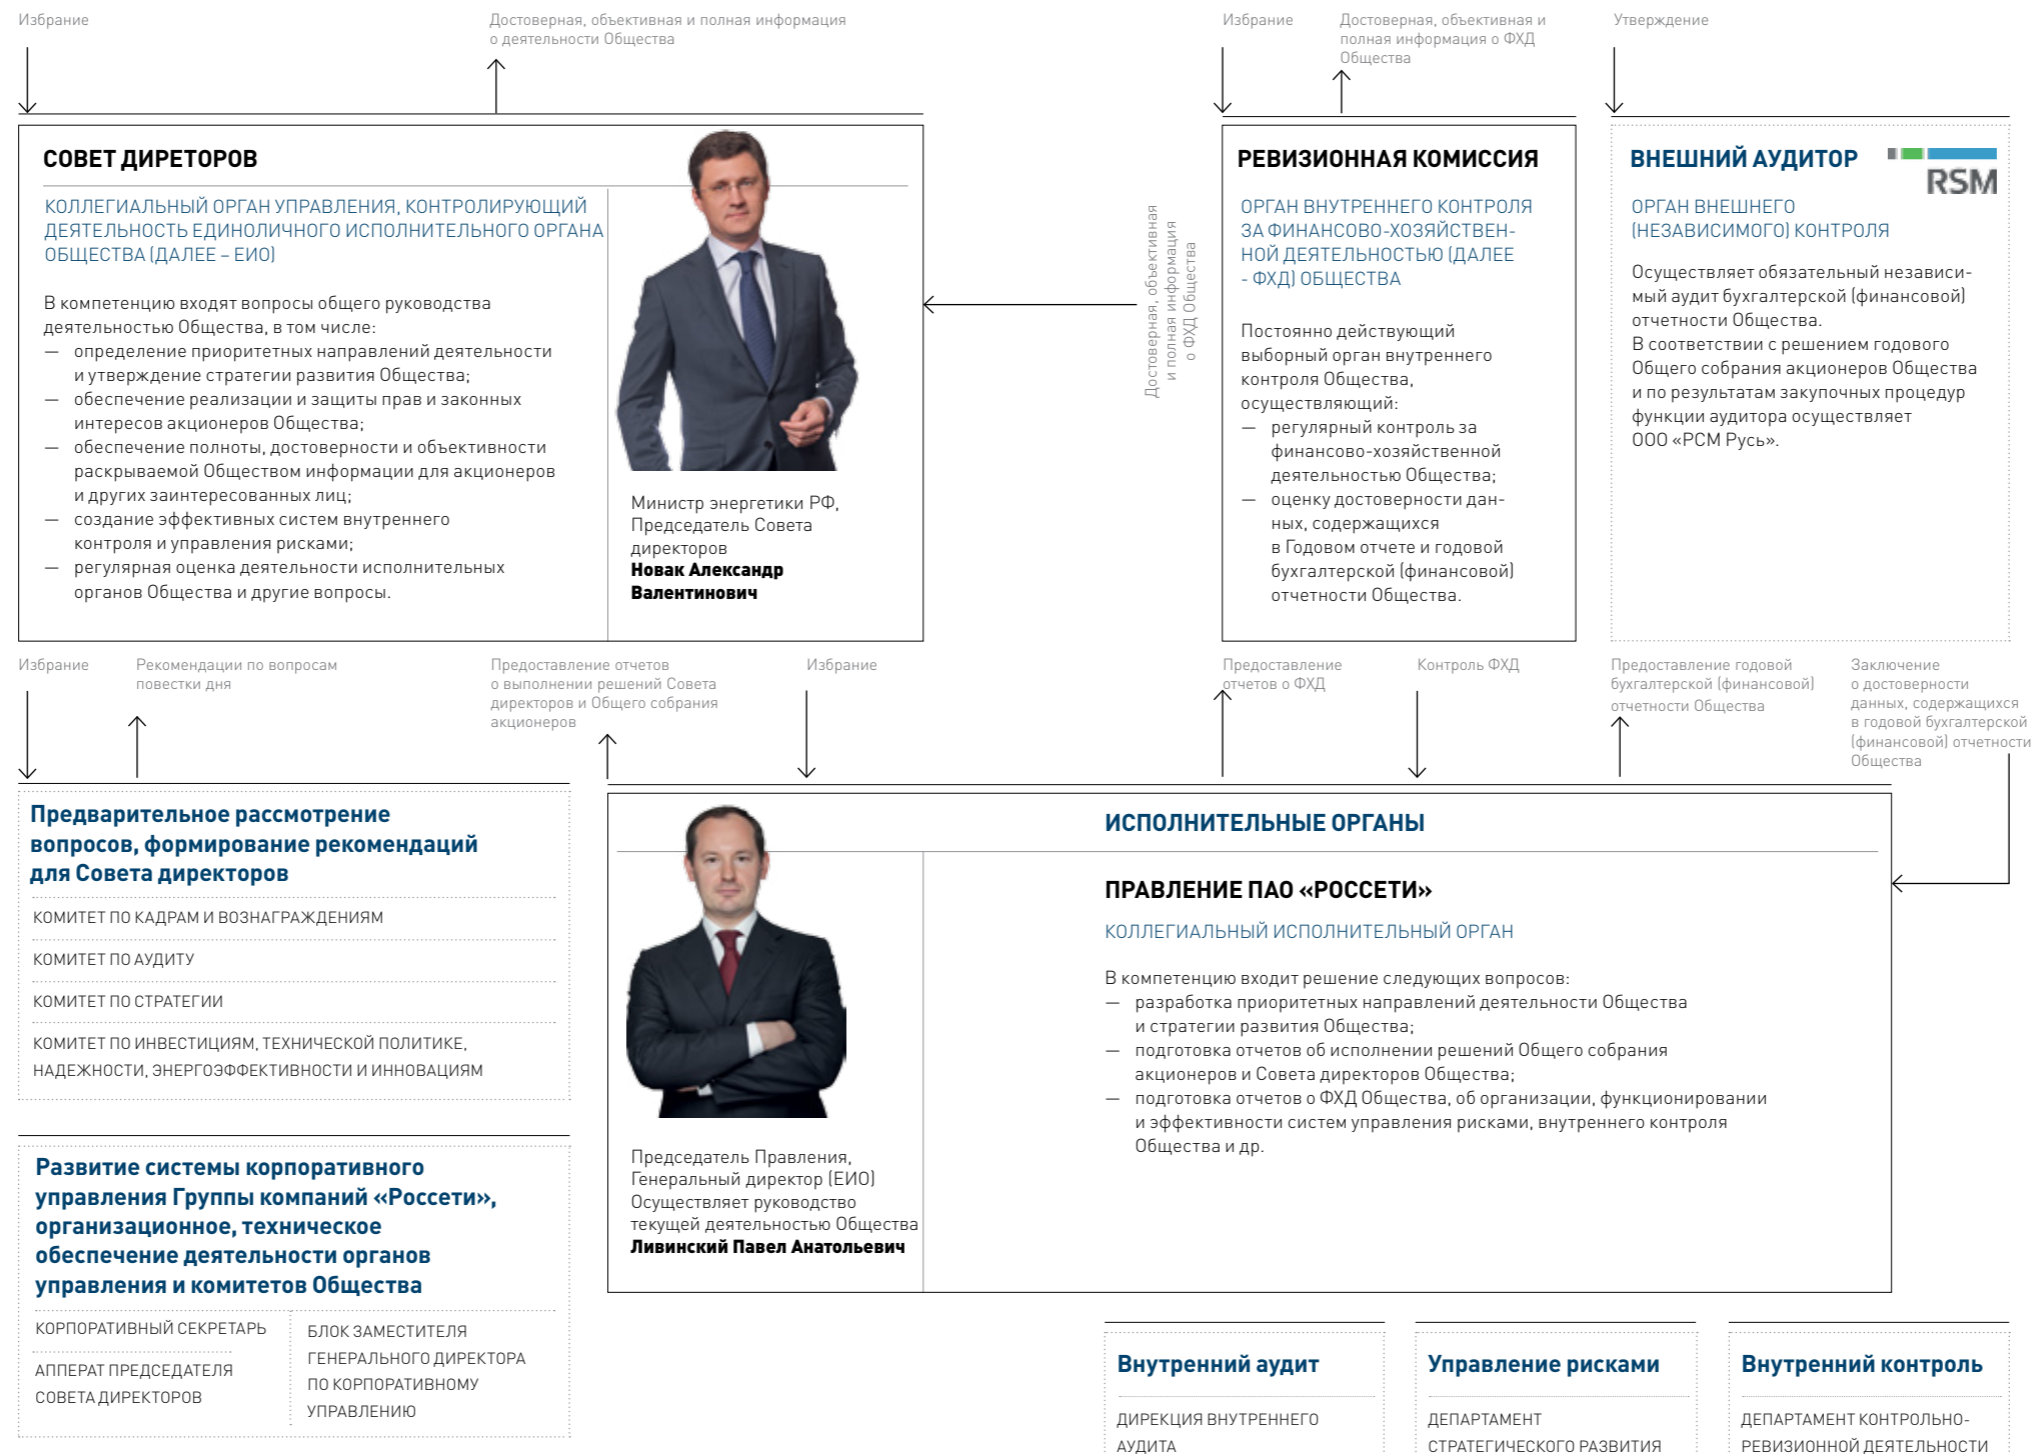 Избрание
Достоверная, объективная и полная информация
о деятельности Общества
Избрание
Достоверная, объективная и
полная информация о ФХД
Общества
Утверждение
СОВЕТ ДИРЕТОРОВ
КОЛЛЕГИАЛЬНЫЙ ОРГАН УПРАВЛЕНИЯ, КОНТРОЛИРУЮЩИЙ
ДЕЯТЕЛЬНОСТЬ ЕДИНОЛИЧНОГО ИСПОЛНИТЕЛЬНОГО ОРГАНА
ОБЩЕСТВА (ДАЛЕЕ – ЕИО)
В компетенцию входят вопросы общего руководства
деятельностью Общества, в том числе:
— определение приоритетных направлений деятельности
и утверждение стратегии развития Общества;
— обеспечение реализации и защиты прав и законных
интересов акционеров Общества;
— обеспечение полноты, достоверности и объективности
раскрываемой Обществом информации для акционеров
и других заинтересованных лиц;
— создание эффективных систем внутреннего
контроля и управления рисками;
— регулярная оценка деятельности исполнительных
органов Общества и другие вопросы.
Министр энергетики РФ,
Председатель Совета
директоров
Новак Александр
Валентинович
Достоверная, объективная
и полная информация
о ФХД Общества
РЕВИЗИОННАЯ КОМИССИЯ
ОРГАН ВНУТРЕННЕГО КОНТРОЛЯ
ЗА ФИНАНСОВО-ХОЗЯЙСТВЕН-
НОЙ ДЕЯТЕЛЬНОСТЬЮ (ДАЛЕЕ
- ФХД) ОБЩЕСТВА
Постоянно действующий
выборный орган внутреннего
контроля Общества,
осуществляющий:
— регулярный контроль за
финансово-хозяйственной
деятельностью Общества;
— оценку достоверности дан-
ных, содержащихся
в Годовом отчете и годовой
бухгалтерской (финансовой)
отчетности Общества.
ВНЕШНИЙ АУДИТОР
RSM
ОРГАН ВНЕШНЕГО
(НЕЗАВИСИМОГО) КОНТРОЛЯ
Осуществляет обязательный независи-
мый аудит бухгалтерской (финансовой)
отчетности Общества.
В соответствии с решением годового
Общего собрания акционеров Общества
и по результатам закупочных процедур
функции аудитора осуществляет
ООО «РСМ Русь».
Избрание
Рекомендации по вопросам
повестки дня
Предоставление отчетов
о выполнении решений Совета
директоров и Общего собрания
акционеров
Избрание
Предоставление
отчетов о ФХД
Контроль ФХД
Предоставление годовой
бухгалтерской (финансовой)
отчетности Общества
Заключение
о достоверности
данных, содержащихся
в годовой бухгалтерской
(финансовой) отчетности
Общества
Предварительное рассмотрение
вопросов, формирование рекомендаций
для Совета директоров
КОМИТЕТ ПО КАДРАМ И ВОЗНАГРАЖДЕНИЯМ
КОМИТЕТ ПО АУДИТУ
КОМИТЕТ ПО СТРАТЕГИИ
КОМИТЕТ ПО ИНВЕСТИЦИЯМ, ТЕХНИЧЕСКОЙ ПОЛИТИКЕ,
НАДЕЖНОСТИ, ЭНЕРГОЭФФЕКТИВНОСТИ И ИННОВАЦИЯМ
Развитие системы корпоративного
управления Группы компаний «Россети»,
организационное, техническое
обеспечение деятельности органов
управления и комитетов Общества
КОРПОРАТИВНЫЙ СЕКРЕТАРЬ
АППЕРАТ ПРЕДСЕДАТЕЛЯ
СОВЕТА ДИРЕКТОРОВ
БЛОК ЗАМЕСТИТЕЛЯ
ГЕНЕРАЛЬНОГО ДИРЕКТОРА
ПО КОРПОРАТИВНОМУ
УПРАВЛЕНИЮ
Председатель Правления,
Генеральный директор (ЕИО)
Осуществляет руководство
текущей деятельностью Общества
Ливинский Павел Анатольевич
ИСПОЛНИТЕЛЬНЫЕ ОРГАНЫ
ПРАВЛЕНИЕ ПАО «РОССЕТИ»
КОЛЛЕГИАЛЬНЫЙ ИСПОЛНИТЕЛЬНЫЙ ОРГАН
В компетенцию входит решение следующих вопросов:
— разработка приоритетных направлений деятельности Общества
и стратегии развития Общества;
— подготовка отчетов об исполнении решений Общего собрания
акционеров и Совета директоров Общества;
— подготовка отчетов о ФХД Общества, об организации, функционировании
и эффективности систем управления рисками, внутреннего контроля
Общества и др.
Внутренний аудит
ДИРЕКЦИЯ ВНУТРЕННЕГО
АУДИТА
Управление рисками
ДЕПАРТАМЕНТ
СТРАТЕГИЧЕСКОГО РАЗВИТИЯ
Внутренний контроль
ДЕПАРТАМЕНТ КОНТРОЛЬНО-
РЕВИЗИОННОЙ ДЕЯТЕЛЬНОСТИ